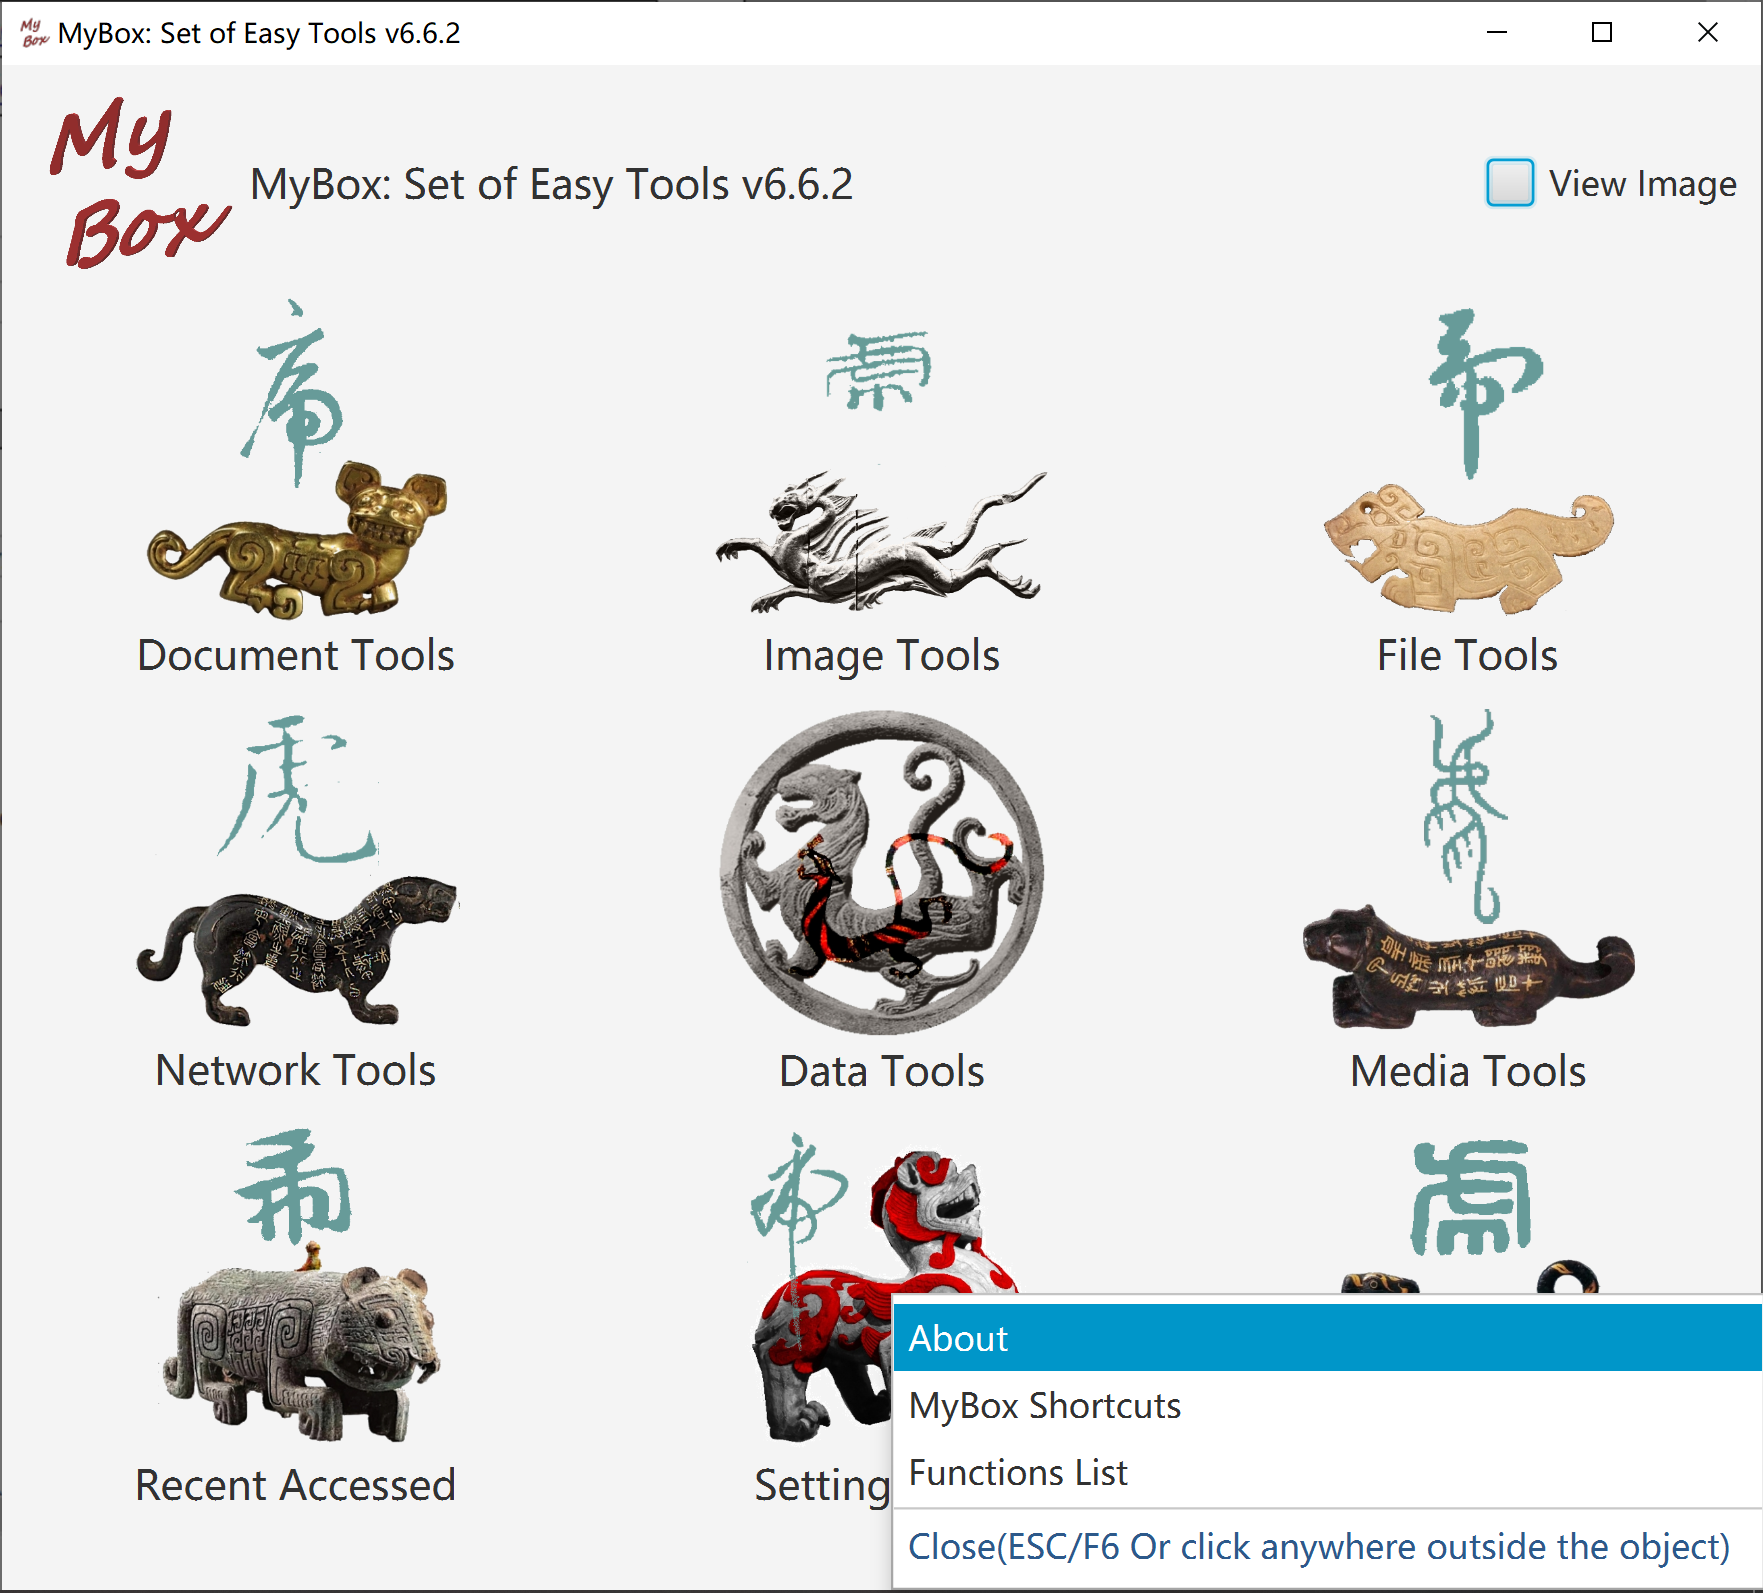 MyBox: Set of Easy Tools v6.6.2
My
Box
MyBox: Set of Easy Tools v6.6.2
View Image
虎
Document Tools
Image Tools
File Tools
Network Tools
Data Tools
Media Tools
Recent Accessed
Setting
About
MyBox Shortcuts
Functions List
Close(ESC/F6 Or click anywhere outside the object)